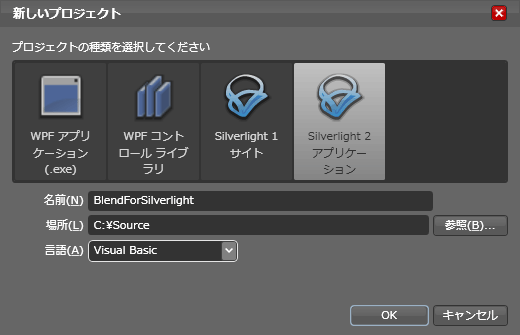 新しいプロジェクト
プロジェクトの種類を選択してください
WPF アプリ
ケーション
(.exe)
WPF コント
ロール ライブ
ラリ
Silverlight 1
サイト
Silverlight 2
アプリケー
ション
名前(N) BlendForSilverlight
場所(L) C:¥Source 参照(B)...
言語(A) Visual Basic
OK キャンセル